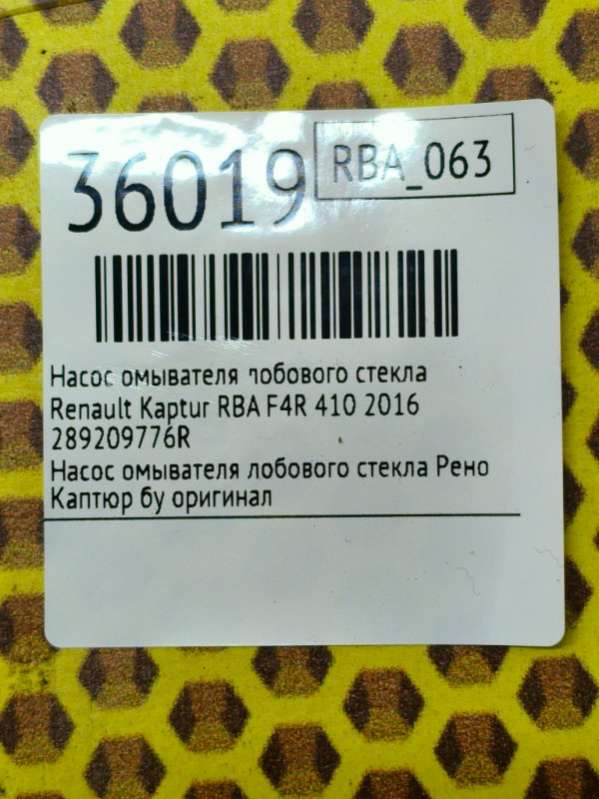 36019
RBA_063
Насос омывателя лобового стекла
Renault Kaptur RBA F4R 410 2016
289209776R
Насос омывателя лобового стекла Рено
Каптюр бу оригинал